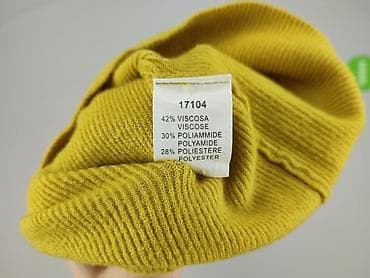 17104
42% VISCOSA
VISCOSE
30% POLIAMMIDE
POLYAMIDE
28% POLIESTERE
POLYESTER